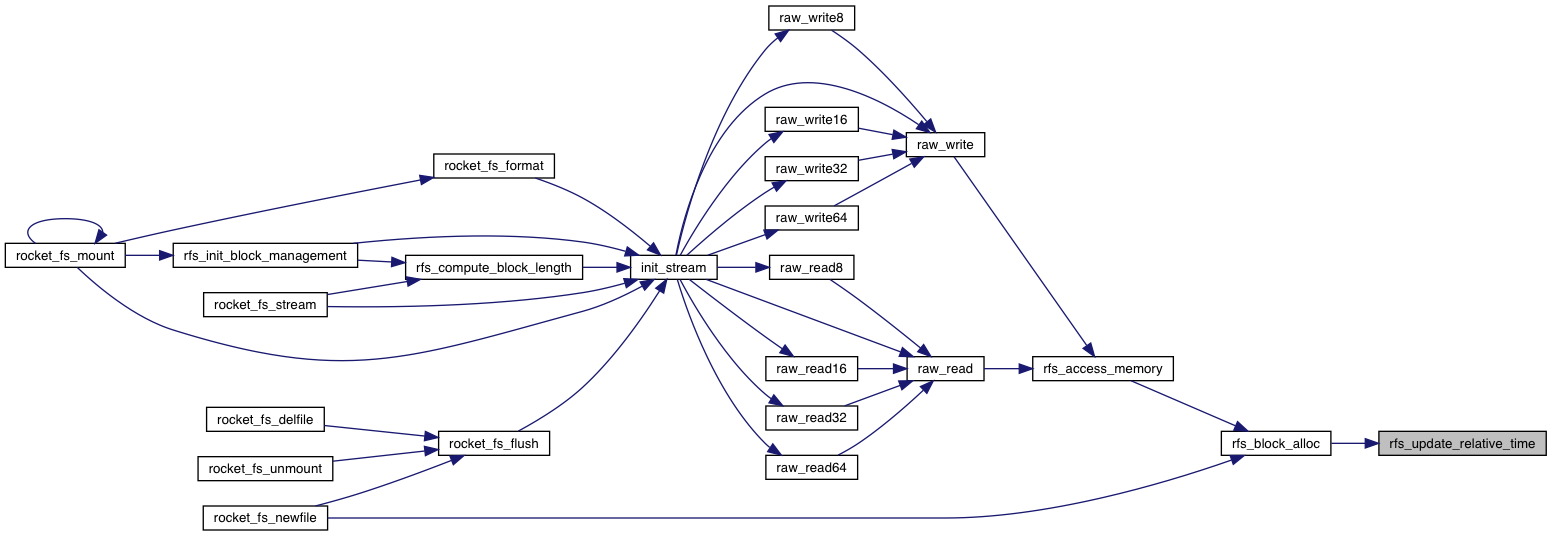 raw_write8
raw_write16
raw_write
rocket_fs_format
raw_write32
raw_write64
rocket_fs_mount
rfs_init_block_management
rfs_compute_block_length
init_stream
raw_read8
rocket_fs_stream
raw_read16
raw_read
rfs_access_memory
rocket_fs_delfile
raw_read32
rocket_fs_flush
rfs_block_alloc
rfs_update_relative_time
rocket_fs_unmount
raw_read64
rocket_fs_newfile